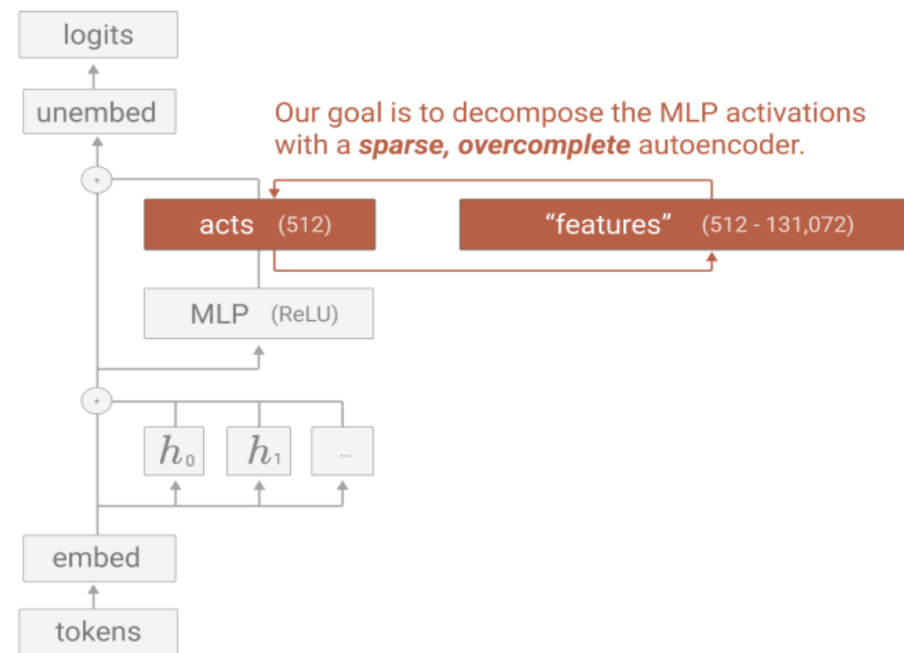 logits
unembed
Our goal is to decompose the MLP activations
with a sparse, overcomplete autoencoder.
+
acts (512)
“features” (512 - 131,072)
MLP (ReLU)
+
h₀
h₁
...
embed
tokens